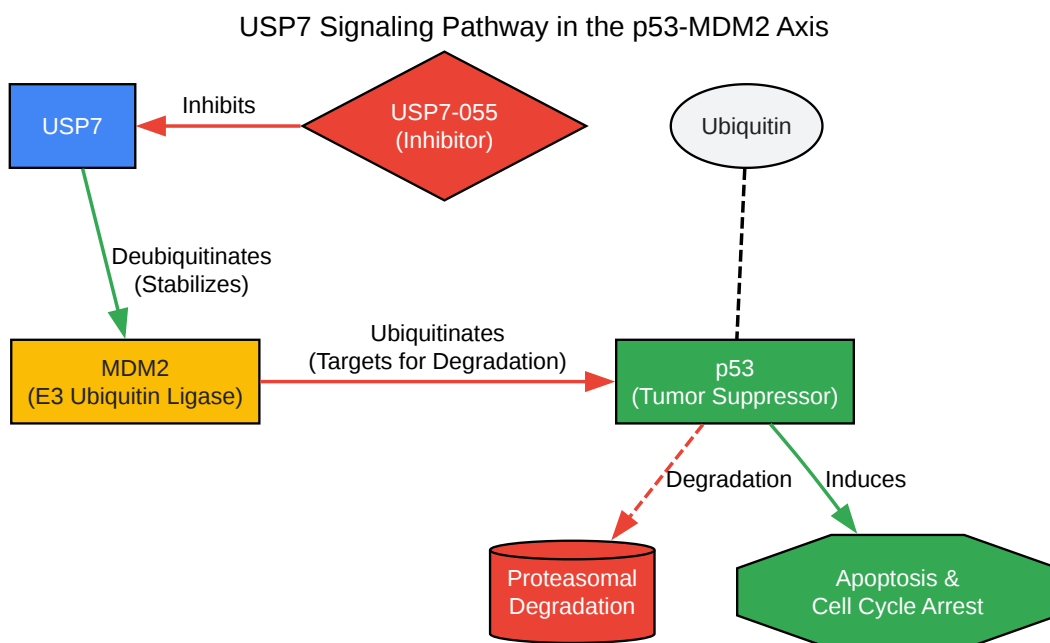 USP7 Signaling Pathway in the p53-MDM2 Axis
USP7
Inhibits
USP7-055
(Inhibitor)
Ubiquitin
Deubiquitinates
(Stabilizes)
MDM2
(E3 Ubiquitin Ligase)
Ubiquitinates
(Targets for Degradation)
p53
(Tumor Suppressor)
Degradation
Induces
Proteasomal
Degradation
Apoptosis &
Cell Cycle Arrest